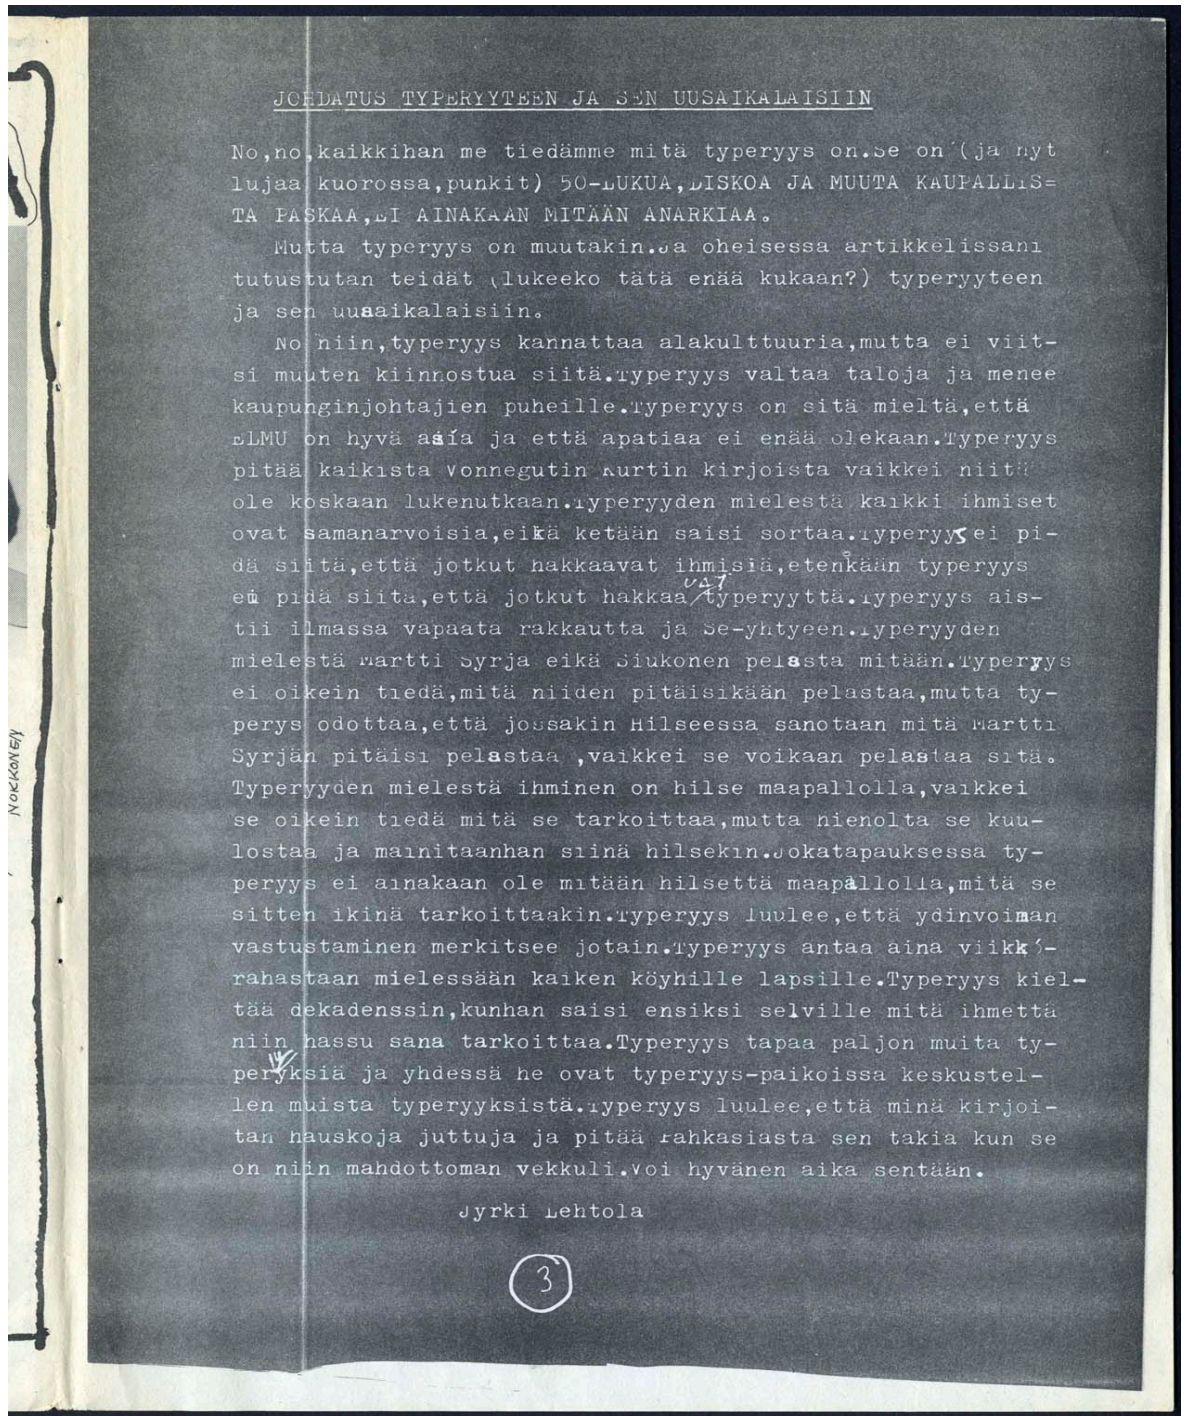 JOHDATUS TYPERYYTEEN JA SEN UUSAIKALAISIIN
No,no,kaikkihan me tiedämme mitä typeryys on.Se on (ja nyt
lujaa kuorossa,punkit) 50-LUKUA,DISKOA JA MUUTA KAUPALLIS=
TA PASKAA,EI AINAKAAN MITÄÄN ANARKIAA.
Mutta typeryys on muutakin.Ja oheisessa artikkelissani
tutustutan teidät (lukeeko tätä enää kukaan?) typeryyteen
ja sen uusaikalaisiin.
No niin,typeryys kannattaa alakulttuuria,mutta ei viit-
si muuten kiinnostua siitä.Typeryys valtaa taloja ja menee
kaupunginjohtajien puheille.Typeryys on sitä mieltä,että
ELMU on hyvä asia ja että apatiaa ei enää olekaan.Typeryys
pitää kaikista Vonnegutin Kurtin kirjoista vaikkei niitä
ole koskaan lukenutkaan.Typeryyden mielestä kaikki ihmiset
ovat samanarvoisia,eikä ketään saisi sortaa.Typeryys ei pi-
dä siitä,että jotkut hakkaavat ihmisiä,etenkään typeryys
ei pidä siitä,että jotkut hakkaavat typeryyttä.Typeryys ais-
tii ilmassa vapaata rakkautta ja Se-yhtyeen.Typeryyden
mielestä Martti Syrja eikä Siukonen pelasta mitään.Typeryys
ei oikein tiedä,mitä niiden pitäisikään pelastaa,mutta ty-
perys odottaa,että jossakin Hilseessa sanotaan mitä Martti
Syrjän pitäisi pelastaa ,vaikkei se voikaan pelastaa sitä.
Typeryyden mielestä ihminen on hilse maapallolla,vaikkei
se oikein tiedä mitä se tarkoittaa,mutta nienolta se kuu-
lostaa ja mainitaanhan siinä hilsekin.Jokatapauksessa ty-
peryys ei ainakaan ole mitään hilsettä maapallolla,mitä se
sitten ikinä tarkoittaakin.Typeryys luulee,että ydinvoiman
vastustaminen merkitsee jotain.Typeryys antaa aina viikko-
rahastaan mielessään kaiken köyhille lapsille.Typeryys kiel-
tää dekadenssin,kunhan saisi ensiksi selville mitä ihmettä
niin hassu sana tarkoittaa.Typeryys tapaa paljon muita ty-
peryyksiä ja yhdessä he ovat typeryys-paikoissa keskustel-
len muista typeryyksistä.Typeryys luulee,että minä kirjoi-
tan hauskoja juttuja ja pitää rahkasiasta sen takia kun se
on niin mahdottoman vekkuli.Voi hyvänen aika sentään.
Jyrki Lehtola
3
NOKKONEN